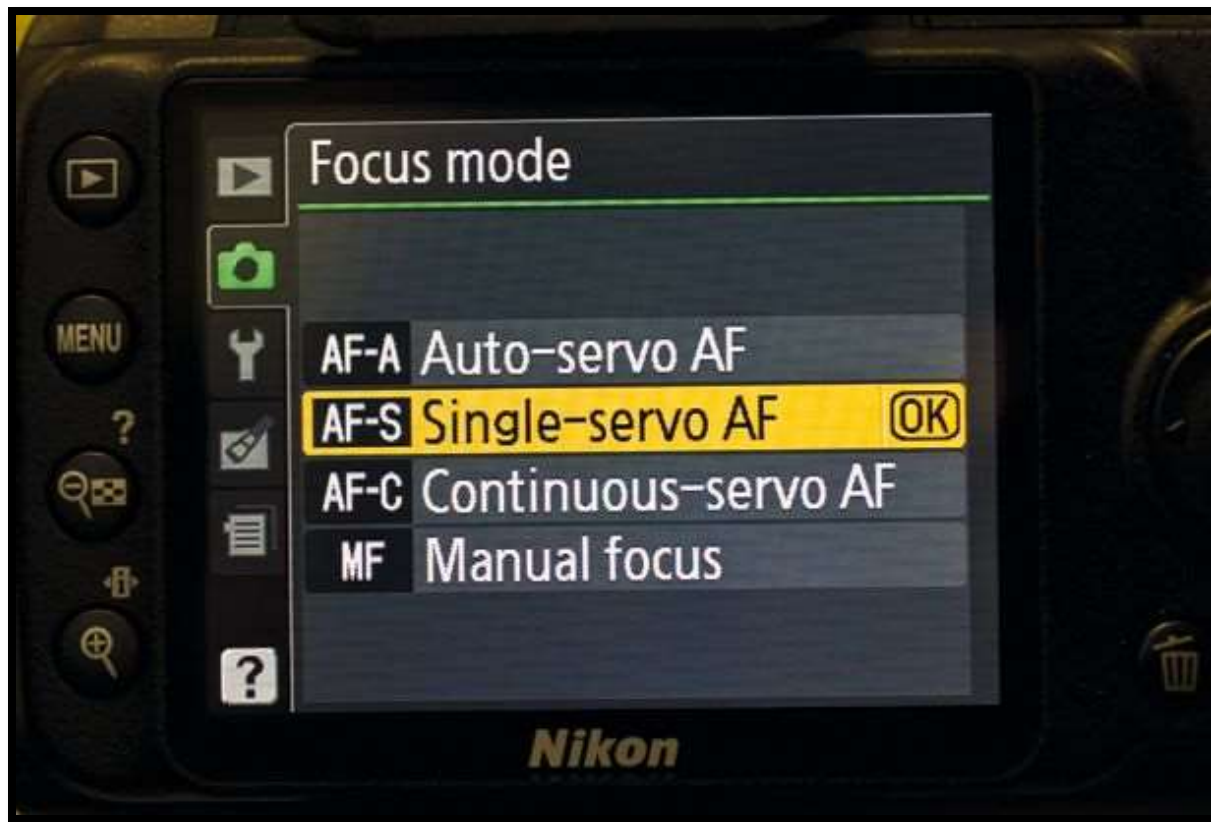 Focus mode
MENU
AF-A Auto-servo AF
?
AF-S Single-servo AF OK
AF-C Continuous-servo AF
MF Manual focus
?
Nikon